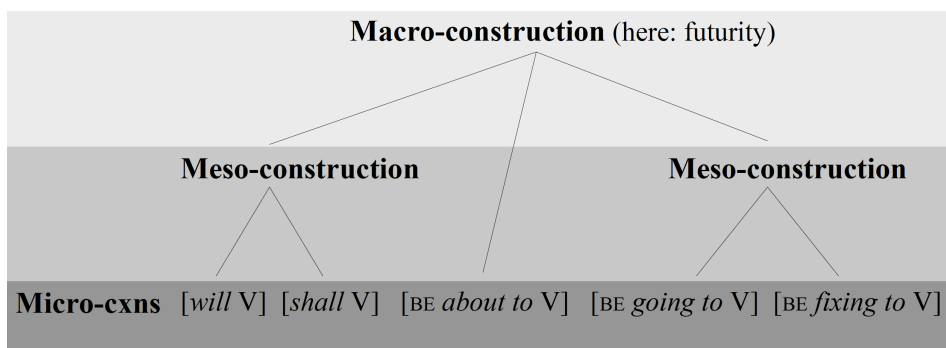 Macro-construction (here: futurity)
Meso-construction Meso-construction
Micro-cxns [will V] [shall V] [BE about to V] [BE going to V] [BE fixing to V]